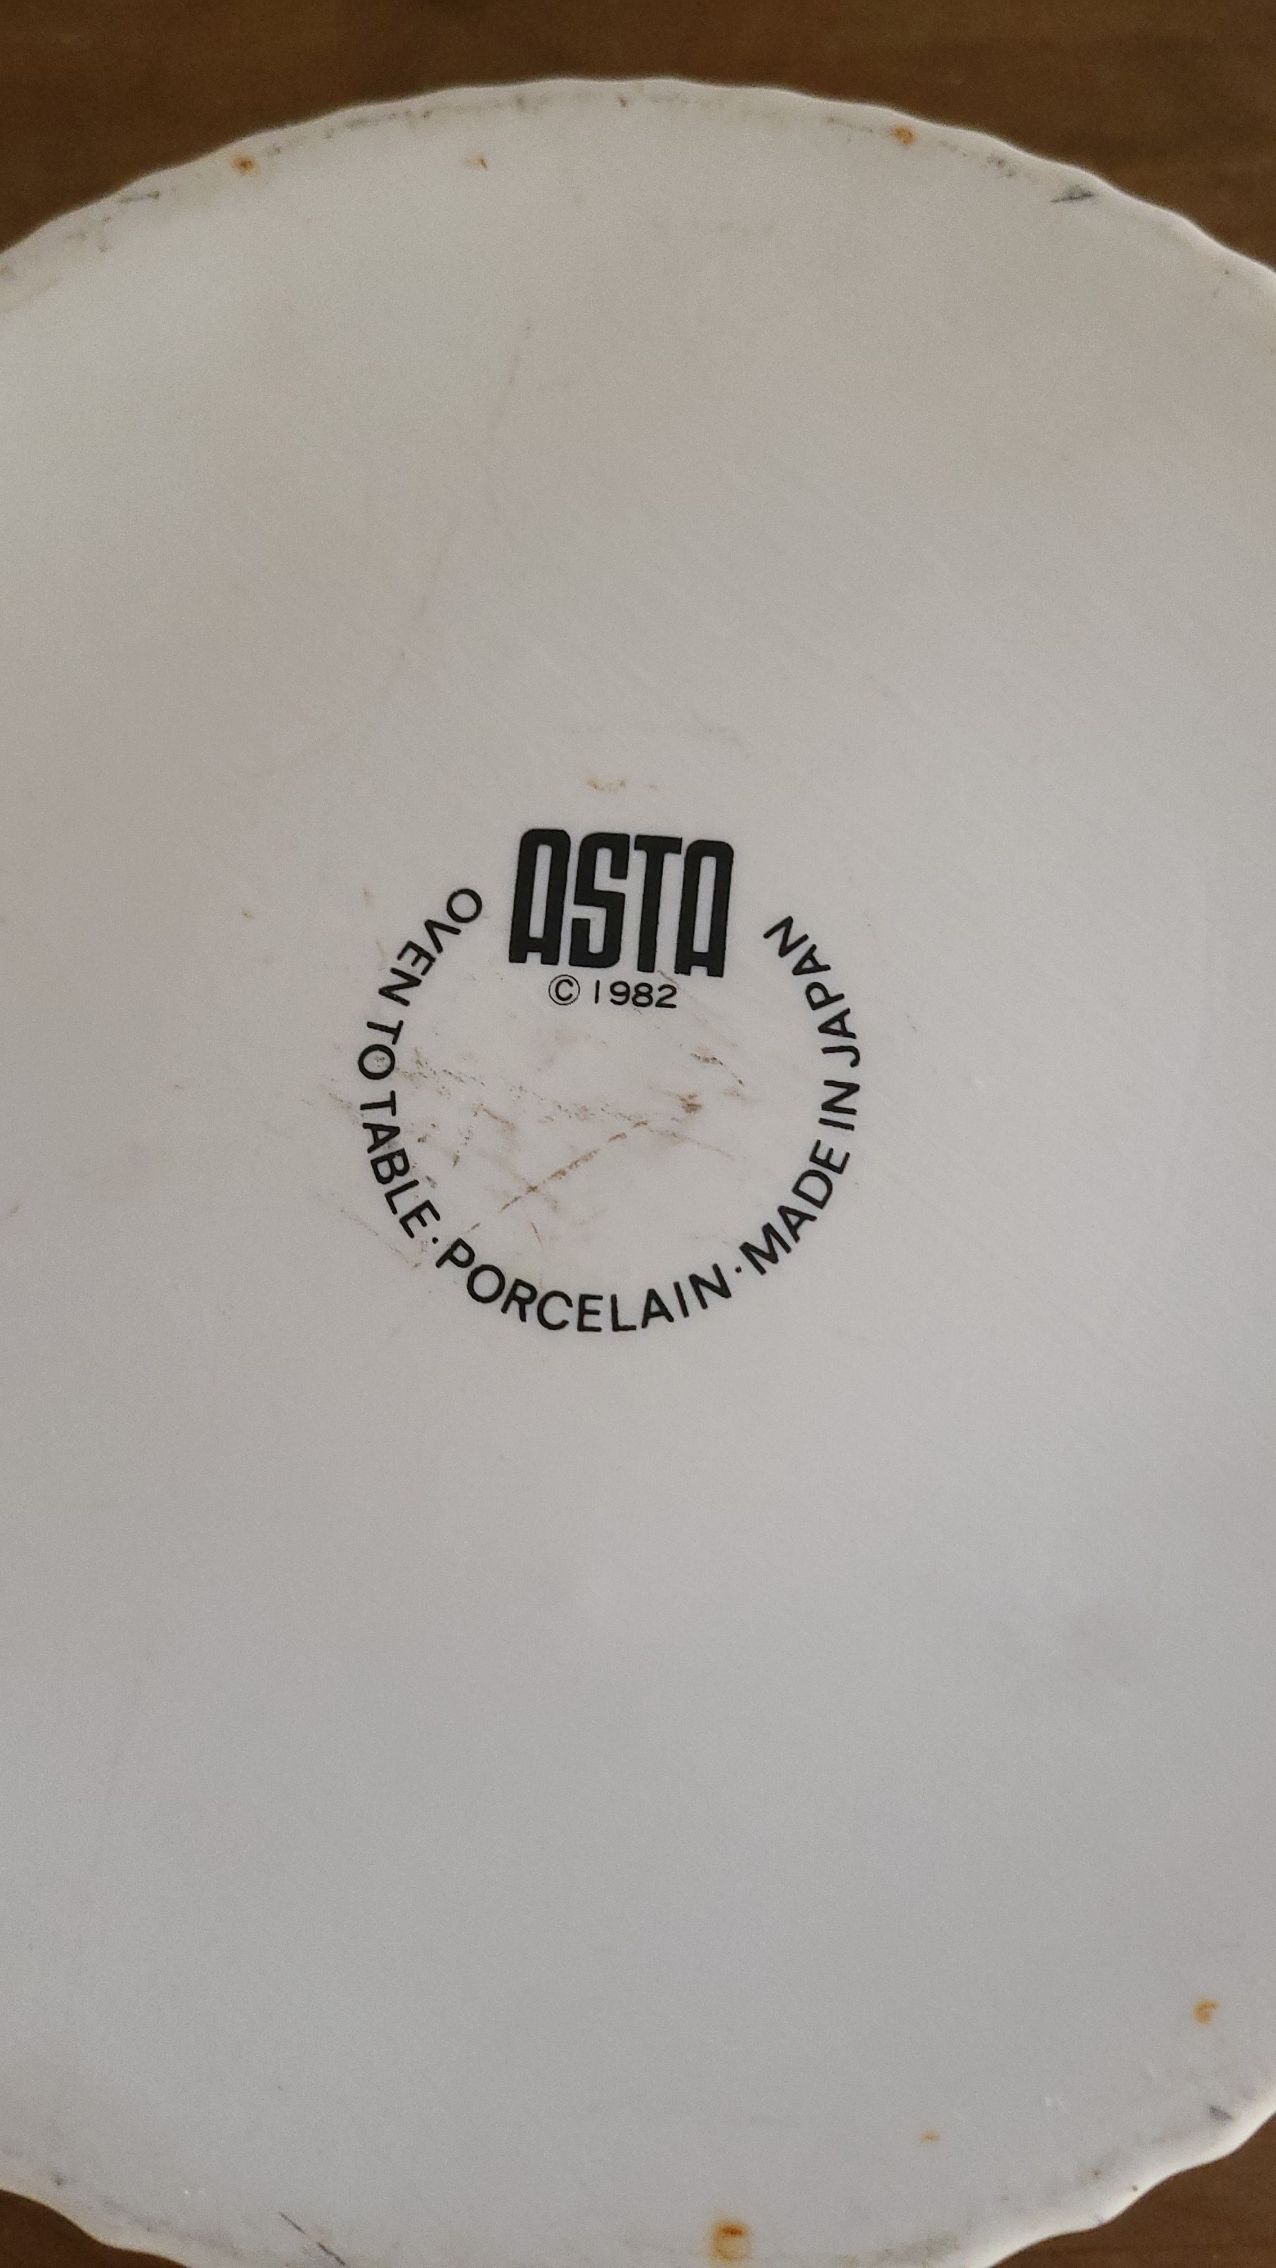 ASTA
© 1982
OVEN TO TABLE · PORCELAIN · MADE IN JAPAN